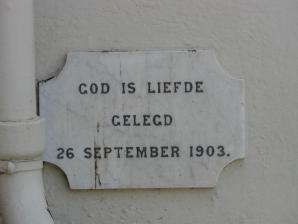 GOD IS LIEFDE
GELEGD
26 SEPTEMBER 1903.